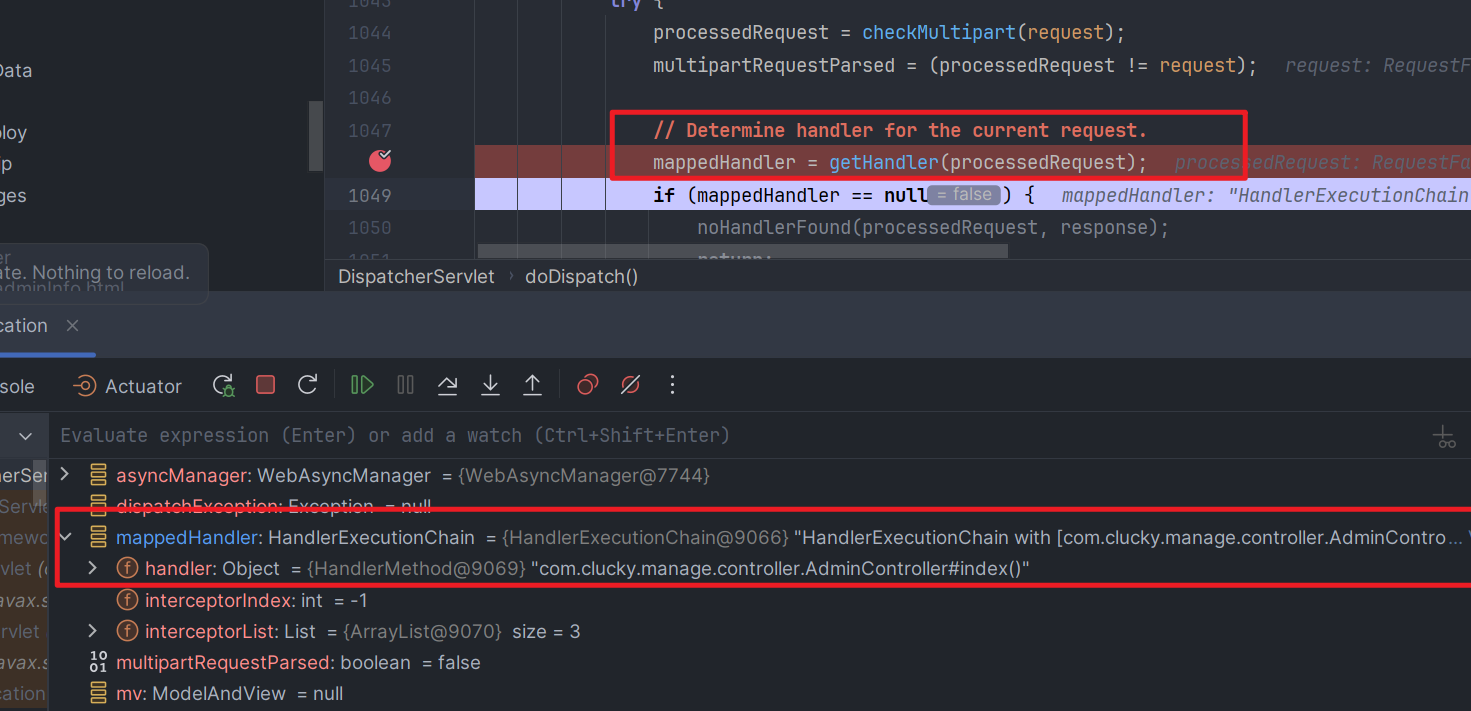 1043 try {
1044 processedRequest = checkMultipart(request);
1045 multipartRequestParsed = (processedRequest != request); request: RequestF
Data
1046
1047 // Determine handler for the current request.
loy
mappedHandler = getHandler(processedRequest); processedRequest: RequestFa
p
ges
1049 if (mappedHandler == null = false ) { mappedHandler: "HandlerExecutionChain
1050 noHandlerFound(processedRequest, response);
1051 return;
er
ate. Nothing to reload.
adminInfo.html
DispatcherServlet › doDispatch()
cation
sole Actuator
Evaluate expression (Enter) or add a watch (Ctrl+Shift+Enter)
herSer
asyncManager: WebAsyncManager = {WebAsyncManager@7744}
Servle
dispatchException: Exception = null
mewo
mappedHandler: HandlerExecutionChain = {HandlerExecutionChain@9066} "HandlerExecutionChain with [com.clucky.manage.controller.AdminContro...
vlet (
handler: Object = {HandlerMethod@9069} "com.clucky.manage.controller.AdminController#index()"
avax.s
interceptorIndex: int = -1
rvlet
interceptorList: List = {ArrayList@9070} size = 3
avax.s
multipartRequestParsed: boolean = false
cation
mv: ModelAndView = null